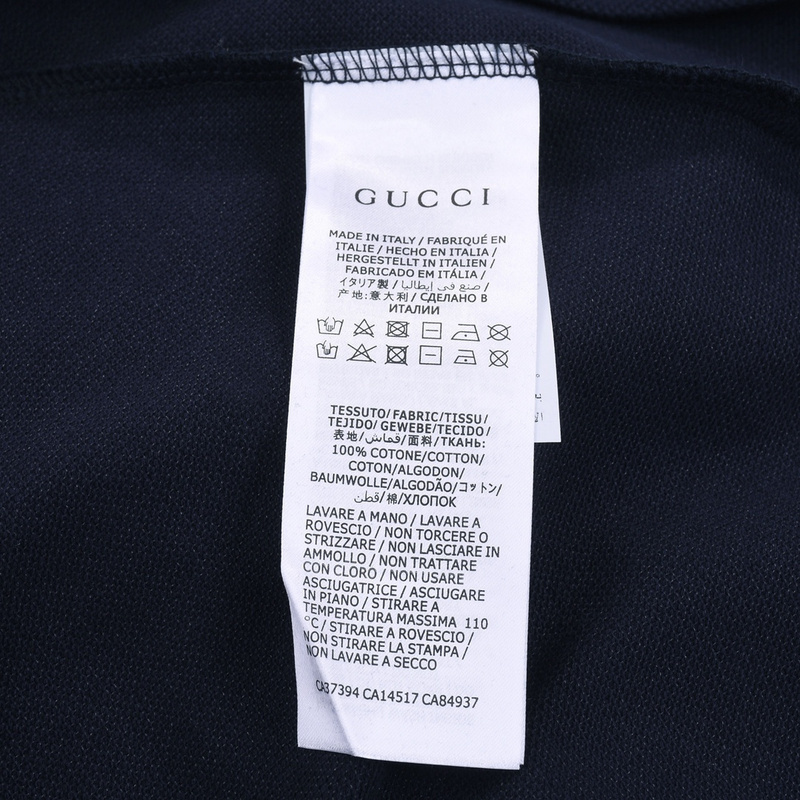 GUCCI
MADE IN ITALY / FABRIQUÉ EN
ITALIE / HECHO EN ITALIA /
HERGESTELLT IN ITALIEN /
FABRICADO EM ITÁLIA /
イタリア製 / صنع في إيطاليا /
产地:意大利 / СДЕЛАНО В
ИТАЛИИ
TESSUTO/FABRIC/TISSU/
TEJIDO/GEWEBE/TECIDO/
表地/قماش/面料/ТКАНЬ:
100% COTONE/COTTON/
COTON/ALGODON/
BAUMWOLLE/ALGODÃO/コットン/
قطن/棉/ХЛОПОК
LAVARE A MANO / LAVARE A
ROVESCIO / NON TORCERE O
STRIZZARE / NON LASCIARE IN
AMMOLLO / NON TRATTARE
CON CLORO / NON USARE
ASCIUGATRICE / ASCIUGARE
IN PIANO / STIRARE A
TEMPERATURA MASSIMA 110
°C / STIRARE A ROVESCIO /
NON STIRARE LA STAMPA /
NON LAVARE A SECCO
CA37394 CA14517 CA84937